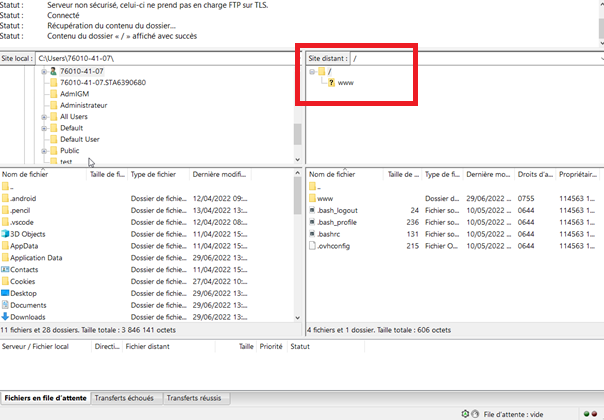 Statut : Serveur non sécurisé, celui-ci ne prend pas en charge FTP sur TLS.
Statut : Connecté
Statut : Récupération du contenu du dossier...
Statut : Contenu du dossier « / » affiché avec succès
Site local : C:\Users\76010-41-07\
76010-41-07
76010-41-07.STA6390680
AdmIGM
Administrateur
All Users
Default
Default User
Public
test
Site distant : /
/
? www
Nom de fichier Taille de fi... Type de fichier Dernière modifi...
..
.android Dossier de fichie... 12/04/2022 09:...
.pencil Dossier de fichie... 13/04/2022 13:...
.vscode Dossier de fichie... 12/04/2022 09:...
3D Objects Dossier de fichie... 11/04/2022 15:...
AppData Dossier de fichie... 11/04/2022 15:...
Application Data Dossier de fichie... 29/06/2022 13:...
Contacts Dossier de fichie... 11/04/2022 15:...
Cookies Dossier de fichie... 27/04/2022 10:...
Desktop Dossier de fichie... 29/06/2022 13:...
Documents Dossier de fichie... 29/06/2022 13:...
Downloads Dossier de fichie... 29/06/2022 13:...
11 fichiers et 28 dossiers. Taille totale : 3 846 141 octets
Nom de fichier Taille de ... Type de fi... Dernière mo... Droits d'a... Propriétair...
..
www Dossier d... 29/06/2022 ... 0755 114563 1...
.bash_logout 24 Fichier so... 10/05/2022 ... 0644 114563 1...
.bash_profile 236 Fichier so... 10/05/2022 ... 0644 114563 1...
.bashrc 131 Fichier so... 10/05/2022 ... 0644 114563 1...
.ovhconfig 215 Fichier O... 10/05/2022 ... 0644 114563 1...
4 fichiers et 1 dossier. Taille totale : 606 octets
Serveur / Fichier local Directi... Fichier distant Taille Priorité Statut
Fichiers en file d'attente Transferts échoués Transferts réussis
File d'attente : vide